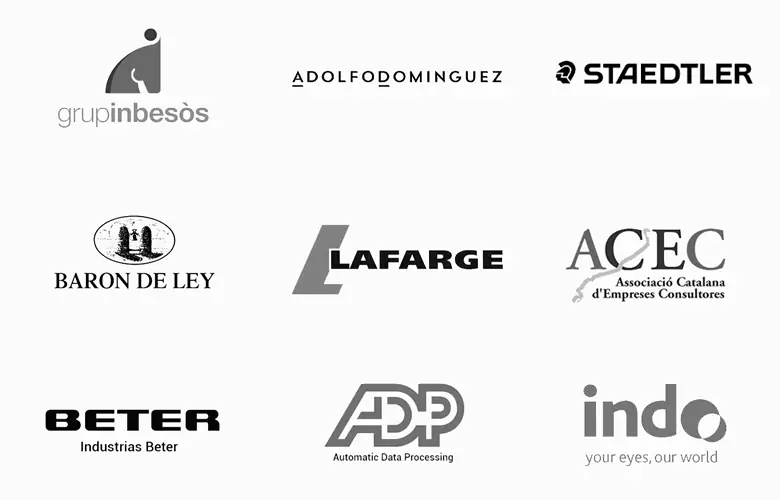 grupinbesòs
ADOLFODOMINGUEZ
STAEDTLER
BARON DE LEY
LAFARGE
ACEC
Associació Catalana
d'Empreses Consultores
BETER
Industrias Beter
ADP
Automatic Data Processing
indo
your eyes, our world